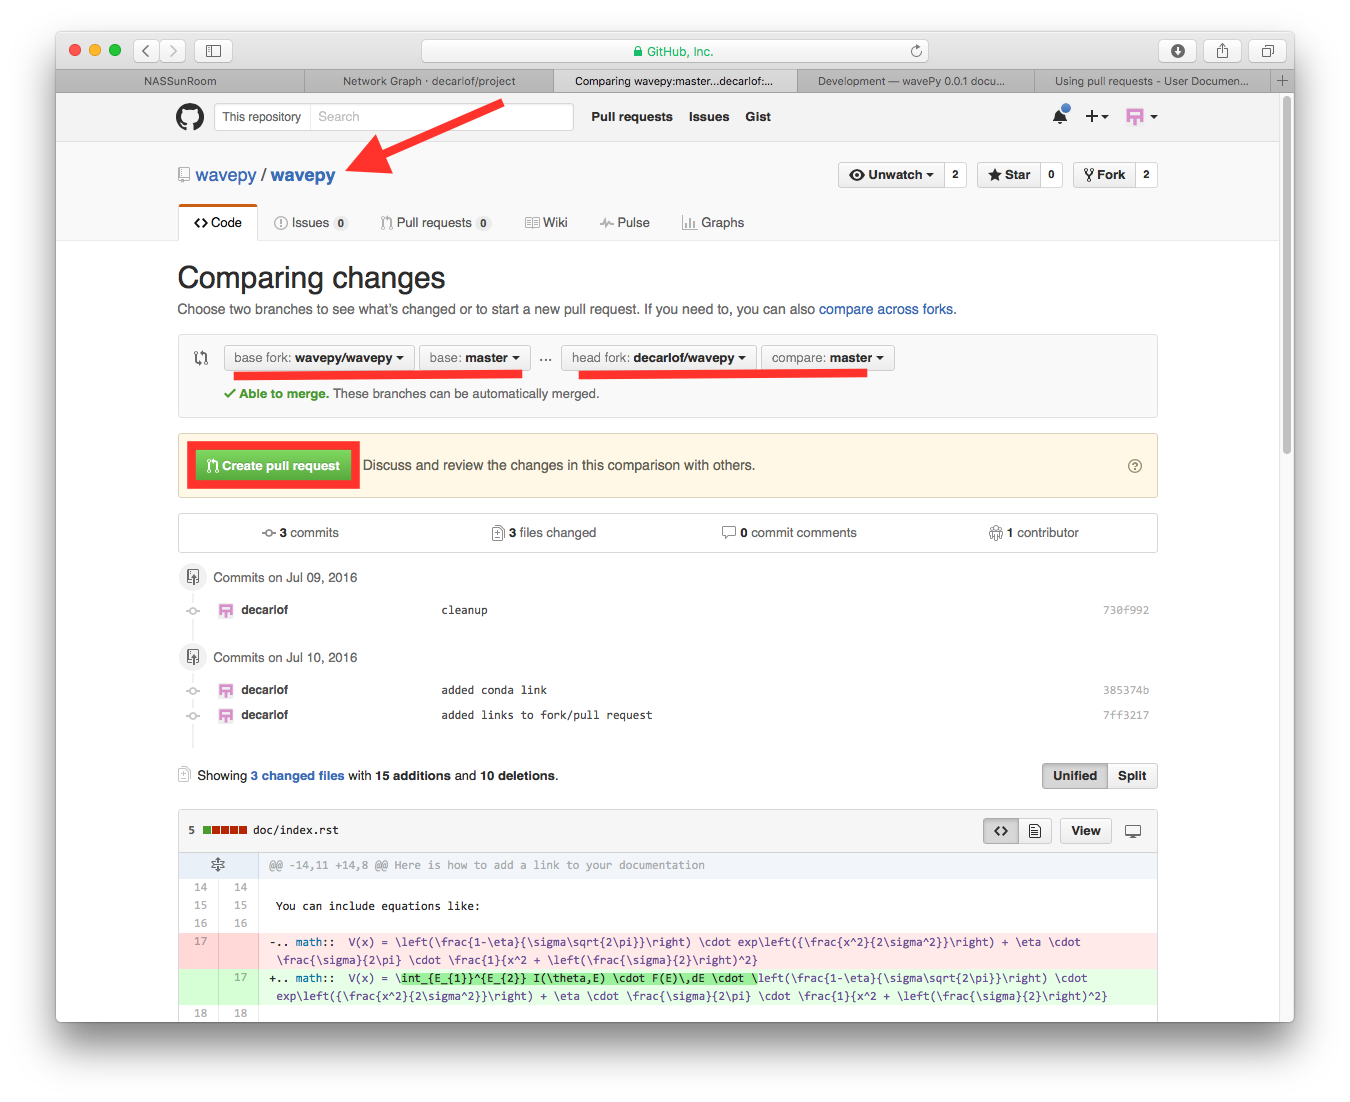 GitHub, Inc.
NASSunRoom
Network Graph · decarlof/project
Comparing wavepy:master...decarlof:...
Development — wavePy 0.0.1 docu...
Using pull requests - User Documen...
This repository Search Pull requests Issues Gist
wavepy / wavepy
Unwatch 2 Star 0 Fork 2
Code Issues 0 Pull requests 0 Wiki Pulse Graphs
Comparing changes
Choose two branches to see what's changed or to start a new pull request. If you need to, you can also compare across forks.
base fork: wavepy/wavepy base: master ... head fork: decarlof/wavepy compare: master
Able to merge. These branches can be automatically merged.
Create pull request Discuss and review the changes in this comparison with others.
3 commits 3 files changed 0 commit comments 1 contributor
Commits on Jul 09, 2016
decarlof cleanup 730f992
Commits on Jul 10, 2016
decarlof added conda link 385374b
decarlof added links to fork/pull request 7ff3217
Showing 3 changed files with 15 additions and 10 deletions. Unified Split
5 doc/index.rst View
@@ -14,11 +14,8 @@ Here is how to add a link to your documentation
14 14
15 15 You can include equations like:
16 16
17 -.. math:: V(x) = \left(\frac{1-\eta}{\sigma\sqrt{2\pi}}\right) \cdot exp\left({\frac{x^2}{2\sigma^2}}\right) + \eta \cdot
\frac{\sigma}{2\pi} \cdot \frac{1}{x^2 + \left(\frac{\sigma}{2}\right)^2}
17 +.. math:: V(x) = \int_{E_{1}}^{E_{2}} I(\theta,E) \cdot F(E)\,dE \cdot \left(\frac{1-\eta}{\sigma\sqrt{2\pi}}\right) \cdot
exp\left({\frac{x^2}{2\sigma^2}}\right) + \eta \cdot \frac{\sigma}{2\pi} \cdot \frac{1}{x^2 + \left(\frac{\sigma}{2}\right)^2}
18 18